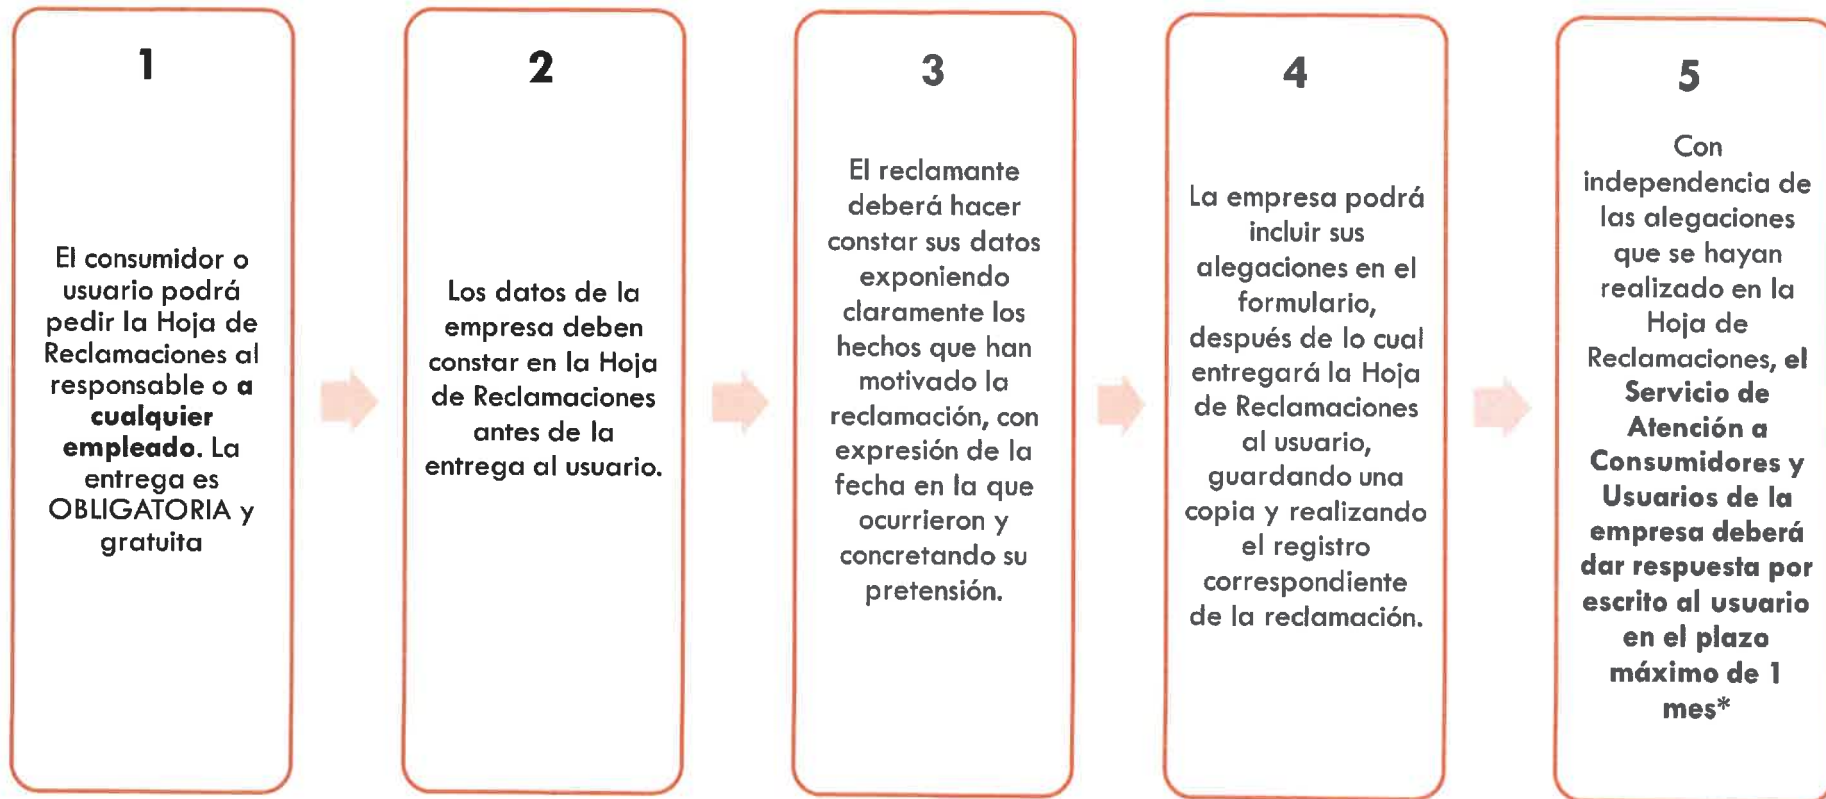 1
El consumidor o
usuario podrá
pedir la Hoja de
Reclamaciones al
responsable o a
cualquier
empleado. La
entrega es
OBLIGATORIA y
gratuita
2
Los datos de la
empresa deben
constar en la Hoja
de Reclamaciones
antes de la
entrega al usuario.
3
El reclamante
deberá hacer
constar sus datos
exponiendo
claramente los
hechos que han
motivado la
reclamación, con
expresión de la
fecha en la que
ocurrieron y
concretando su
pretensión.
4
La empresa podrá
incluir sus
alegaciones en el
formulario,
después de lo cual
entregará la Hoja
de Reclamaciones
al usuario,
guardando una
copia y realizando
el registro
correspondiente
de la reclamación.
5
Con
independencia de
las alegaciones
que se hayan
realizado en la
Hoja de
Reclamaciones, el
Servicio de
Atención a
Consumidores y
Usuarios de la
empresa deberá
dar respuesta por
escrito al usuario
en el plazo
máximo de 1
mes*